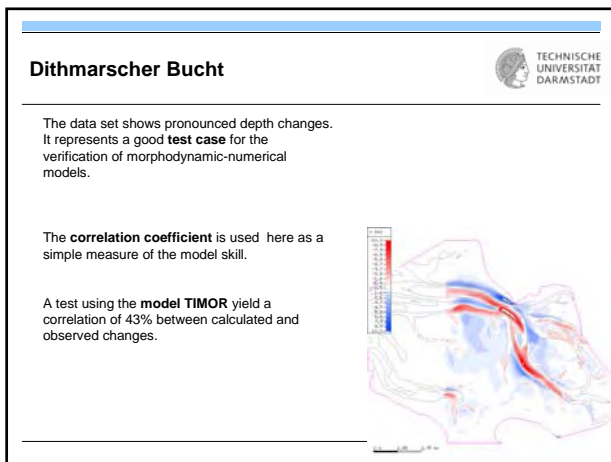 Dithmarscher Bucht
TECHNISCHE
UNIVERSITÄT
DARMSTADT
The data set shows pronounced depth changes.
It represents a good test case for the
verification of morphodynamic-numerical
models.
The correlation coefficient is used here as a
simple measure of the model skill.
A test using the model TIMOR yield a
correlation of 43% between calculated and
observed changes.